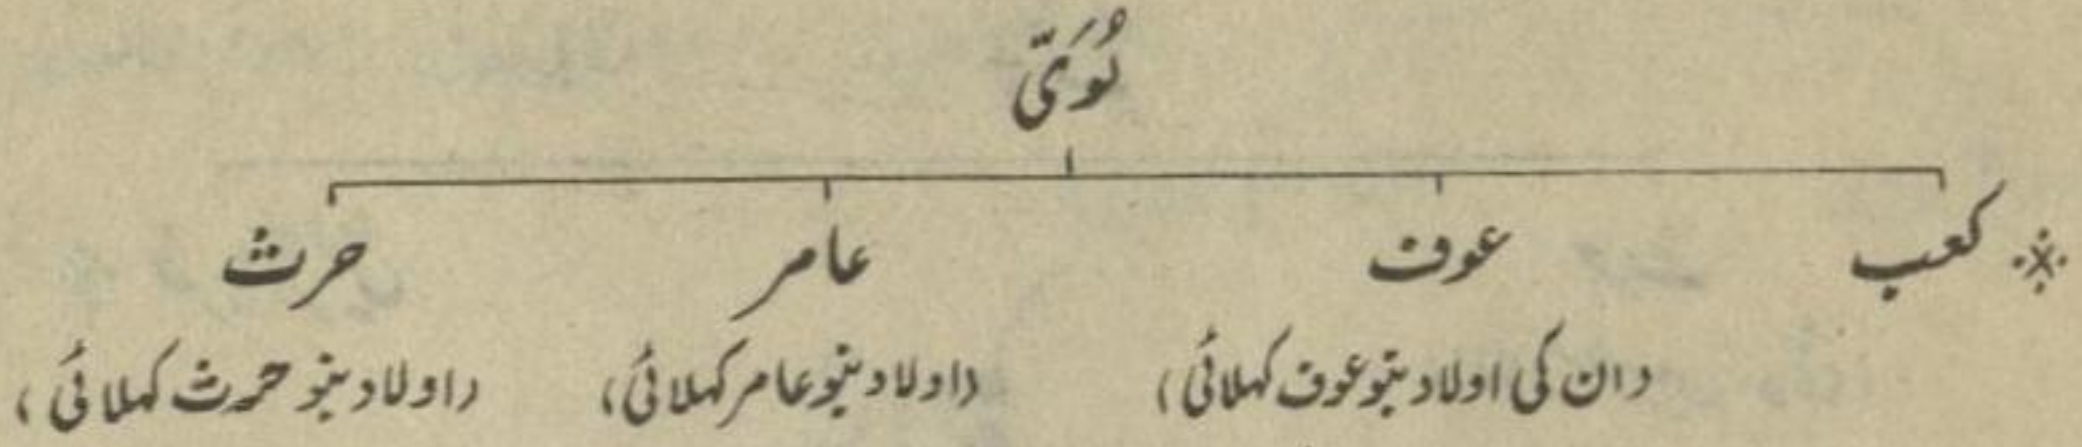 لُوَیّ
※ کعب عوف عامر حرث
(ان کی اولاد بنو عوف کہلائی) (اولاد بنو عامر کہلائی) (اولاد بنو حرث کہلائی)